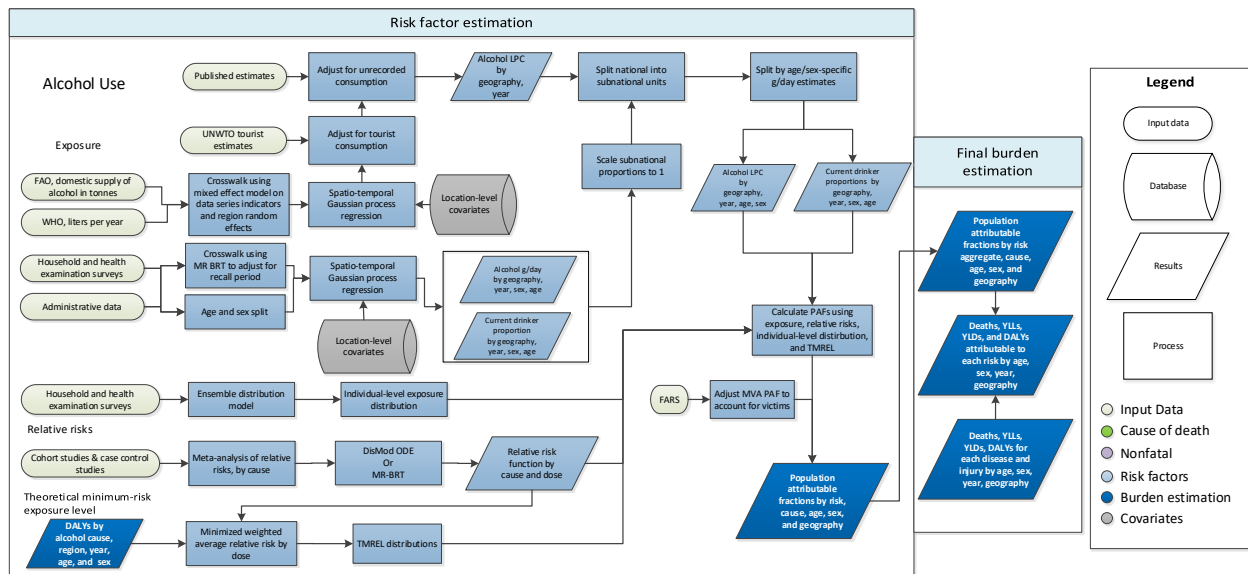 Risk factor estimation
Alcohol Use
Published estimates
Adjust for unrecorded
consumption
Alcohol LPC
by
geography,
year
Split national into
subnational units
Split by age/sex-specific
g/day estimates
UNWTO tourist
estimates
Adjust for tourist
consumption
Exposure
Scale subnational
proportions to 1
Alcohol LPC
by
geography,
year, age, sex
Current drinker
proportions by
geography,
year, sex, age
FAO, domestic supply of
alcohol in tonnes
WHO, liters per year
Crosswalk using
mixed effect model on
data series indicators
and region random
effects
Spatio-temporal
Gaussian process
regression
Location-level
covariates
Household and health
examination surveys
Administrative data
Crosswalk using
MR BRT to adjust for
recall period
Age and sex split
Spatio-temporal
Gaussian process
regression
Location-level
covariates
Alcohol g/day
by geography,
year, sex, age
Current drinker
proportion
by geography,
year, sex, age
Calculate PAFs using
exposure, relative risks,
individual-level distribution,
and TMREL
Household and health
examination surveys
Ensemble distribution
model
Individual-level exposure
distribution
FARS
Adjust MVA PAF to
account for victims
Relative risks
Cohort studies & case control
studies
Meta-analysis of relative
risks, by cause
DisMod ODE
Or
MR-BRT
Relative risk
function by
cause and dose
Population
attributable
fractions by risk,
cause, age, sex,
and geography
Theoretical minimum-risk
exposure level
DALYs by
alcohol cause,
region, year,
age, and sex
Minimized weighted
average relative risk by
dose
TMREL distributions
Final burden
estimation
Population
attributable
fractions by risk
aggregate, cause,
age, sex, and
geography
Deaths, YLLs,
YLDs, and DALYs
attributable to
each risk by age,
sex, year,
geography
Deaths, YLLs,
YLDs, DALYs for
each disease and
injury by age, sex,
year, geography
Legend
Input data
Database
Results
Process
Input Data
Cause of death
Nonfatal
Risk factors
Burden estimation
Covariates